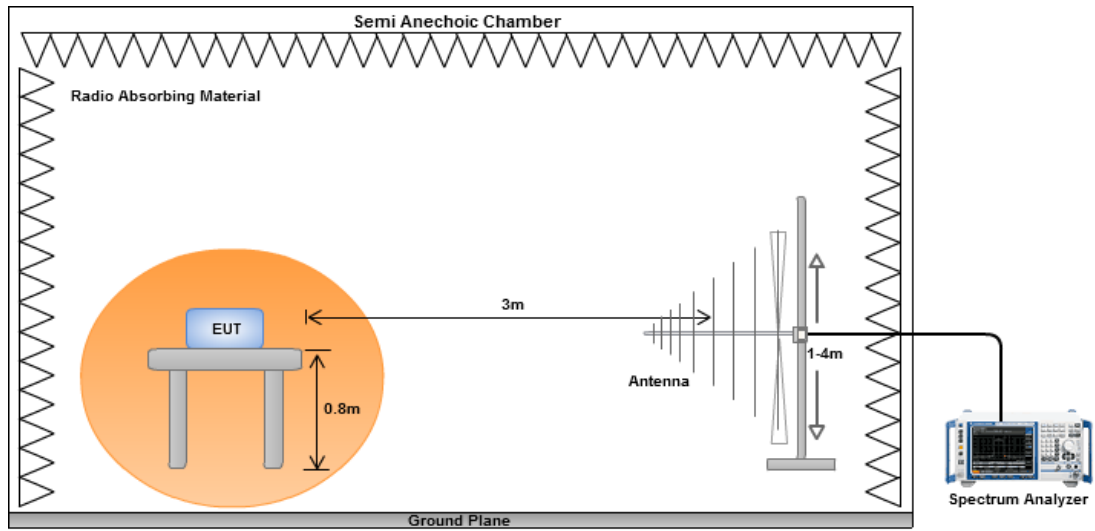 Semi Anechoic Chamber
Radio Absorbing Material
3m
EUT
1-4m
Antenna
0.8m
Spectrum Analyzer
Ground Plane